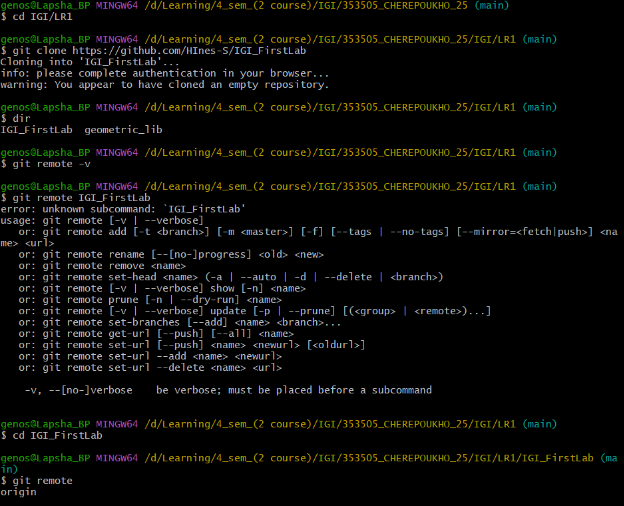 genos@Lapsha_BP MINGW64 /d/Learning/4_sem_(2 course)/IGI/353505_CHEREPOUKHO_25 (main)
$ cd IGI/LR1
genos@Lapsha_BP MINGW64 /d/Learning/4_sem_(2 course)/IGI/353505_CHEREPOUKHO_25/IGI/LR1 (main)
$ git clone https://github.com/HInes-S/IGI_FirstLab
Cloning into 'IGI_FirstLab'...
info: please complete authentication in your browser...
warning: You appear to have cloned an empty repository.
genos@Lapsha_BP MINGW64 /d/Learning/4_sem_(2 course)/IGI/353505_CHEREPOUKHO_25/IGI/LR1 (main)
$ dir
IGI_FirstLab  geometric_lib
genos@Lapsha_BP MINGW64 /d/Learning/4_sem_(2 course)/IGI/353505_CHEREPOUKHO_25/IGI/LR1 (main)
$ git remote -v
genos@Lapsha_BP MINGW64 /d/Learning/4_sem_(2 course)/IGI/353505_CHEREPOUKHO_25/IGI/LR1 (main)
$ git remote IGI_FirstLab
error: unknown subcommand: `IGI_FirstLab'
usage: git remote [-v | --verbose]
   or: git remote add [-t <branch>] [-m <master>] [-f] [--tags | --no-tags] [--mirror=<fetch|push>] <na
me> <url>
   or: git remote rename [--[no-]progress] <old> <new>
   or: git remote remove <name>
   or: git remote set-head <name> (-a | --auto | -d | --delete | <branch>)
   or: git remote [-v | --verbose] show [-n] <name>
   or: git remote prune [-n | --dry-run] <name>
   or: git remote [-v | --verbose] update [-p | --prune] [(<group> | <remote>)...]
   or: git remote set-branches [--add] <name> <branch>...
   or: git remote get-url [--push] [--all] <name>
   or: git remote set-url [--push] <name> <newurl> [<oldurl>]
   or: git remote set-url --add <name> <newurl>
   or: git remote set-url --delete <name> <url>
    -v, --[no-]verbose    be verbose; must be placed before a subcommand
genos@Lapsha_BP MINGW64 /d/Learning/4_sem_(2 course)/IGI/353505_CHEREPOUKHO_25/IGI/LR1 (main)
$ cd IGI_FirstLab
genos@Lapsha_BP MINGW64 /d/Learning/4_sem_(2 course)/IGI/353505_CHEREPOUKHO_25/IGI/LR1/IGI_FirstLab (ma
in)
$ git remote
origin